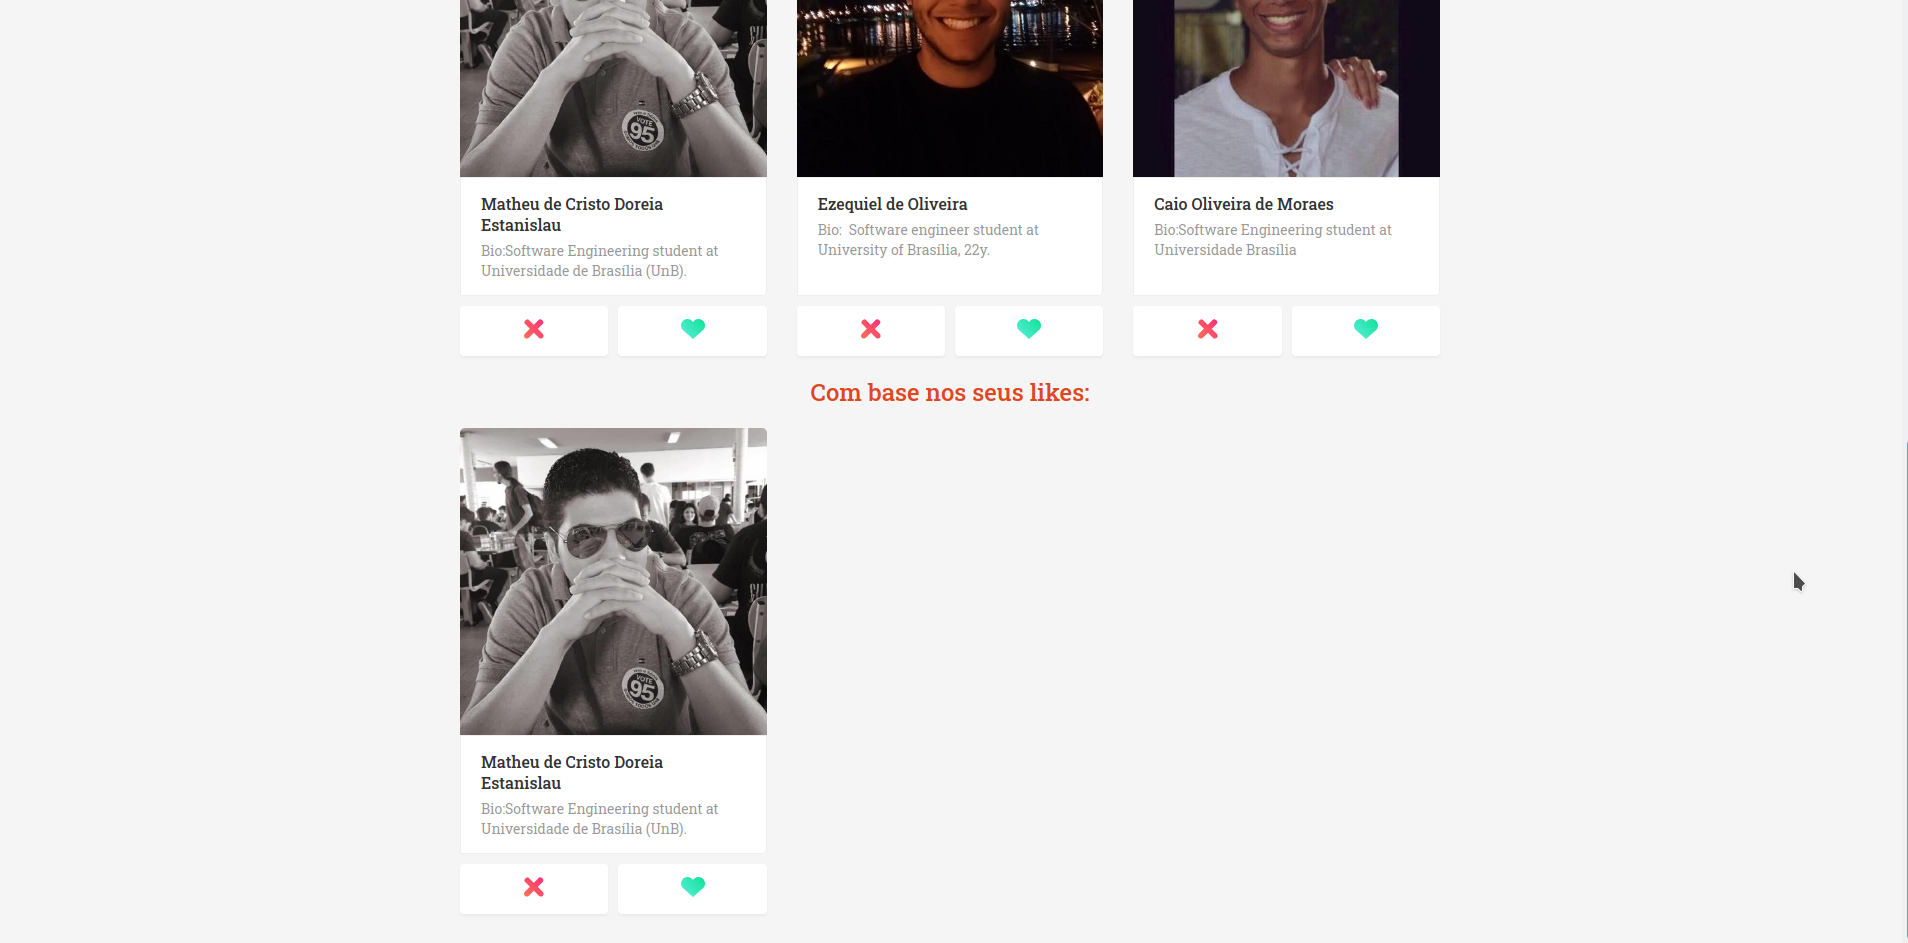 VOTE
95
Matheu de Cristo Doreia
Estanislau
Bio:Software Engineering student at
Universidade de Brasília (UnB).
Ezequiel de Oliveira
Bio:  Software engineer student at
University of Brasília, 22y.
Caio Oliveira de Moraes
Bio:Software Engineering student at
Universidade Brasília
Com base nos seus likes:
VOTE
95
Matheu de Cristo Doreia
Estanislau
Bio:Software Engineering student at
Universidade de Brasília (UnB).